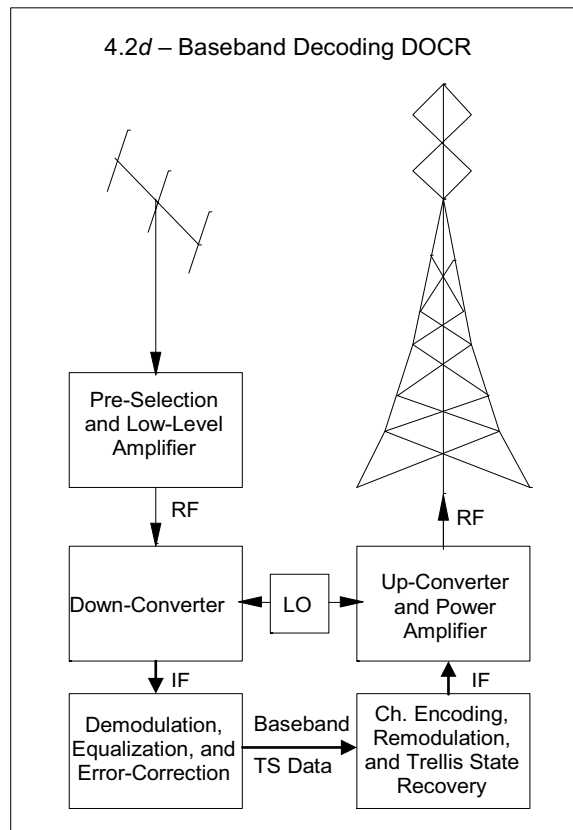 4.2d – Baseband Decoding DOCR
Pre-Selection
and Low-Level
Amplifier
RF
Down-Converter
IF
Demodulation,
Equalization, and
Error-Correction
Baseband
TS Data
LO
RF
Up-Converter
and Power
Amplifier
IF
Ch. Encoding,
Remodulation,
and Trellis State
Recovery